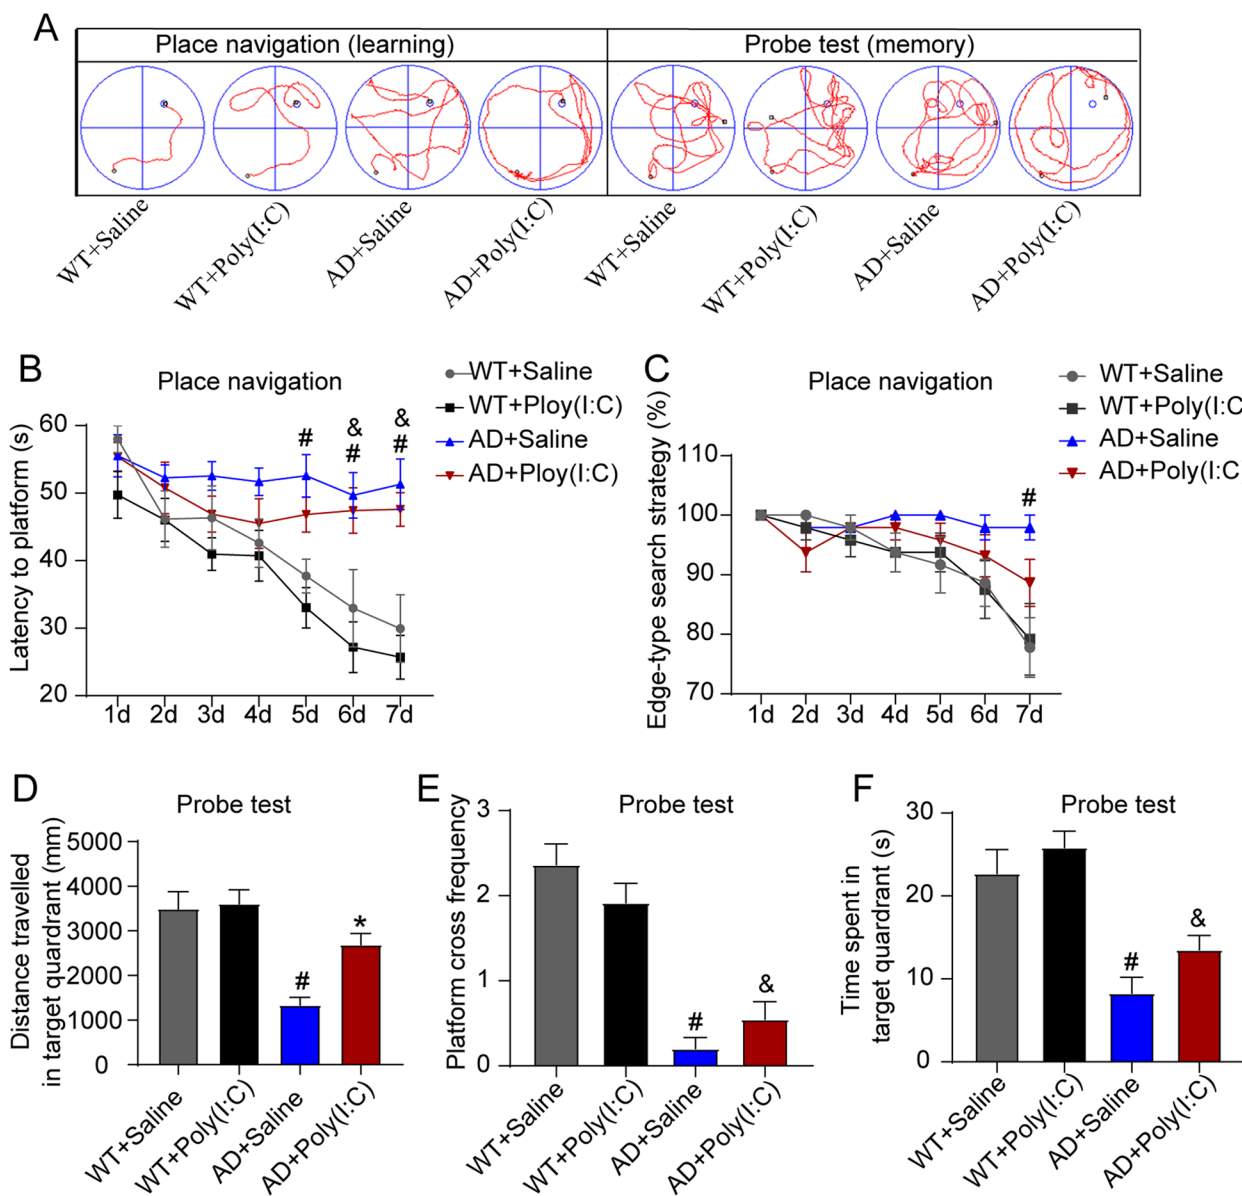 A
Place navigation (learning)
Probe test (memory)
WT+Saline
WT+Poly(I:C)
AD+Saline
AD+Poly(I:C)
WT+Saline
WT+Poly(I:C)
AD+Saline
AD+Poly(I:C)
B
Place navigation
WT+Saline
WT+Ploy(I:C)
AD+Saline
AD+Ploy(I:C)
Latency to platform (s)
60
50
40
30
20
#
&
#
&
#
1d 2d 3d 4d 5d 6d 7d
C
Place navigation
WT+Saline
WT+Poly(I:C
AD+Saline
AD+Poly(I:C
Edge-type search strategy (%)
110
100
90
80
70
#
1d 2d 3d 4d 5d 6d 7d
D
Probe test
Distance travelled
in target quardrant (mm)
5000
4000
3000
2000
1000
0
#
*
WT+Saline
WT+Poly(I:C)
AD+Saline
AD+Poly(I:C)
E
Probe test
Platform cross frequency
3
2
1
0
#
&
WT+Saline
WT+Poly(I:C)
AD+Saline
AD+Poly(I:C)
F
Probe test
Time spent in
target quardrant (s)
30
20
10
0
#
&
WT+Saline
WT+Poly(I:C)
AD+Saline
AD+Poly(I:C)